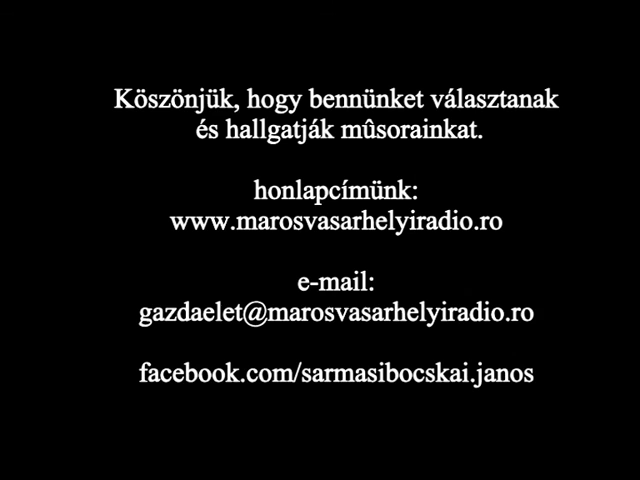 Köszönjük, hogy bennünket választanak
és hallgatják mûsorainkat.
honlapcímünk:
www.marosvasarhelyiradio.ro
e-mail:
gazdaelet@marosvasarhelyiradio.ro
facebook.com/sarmasibocskai.janos